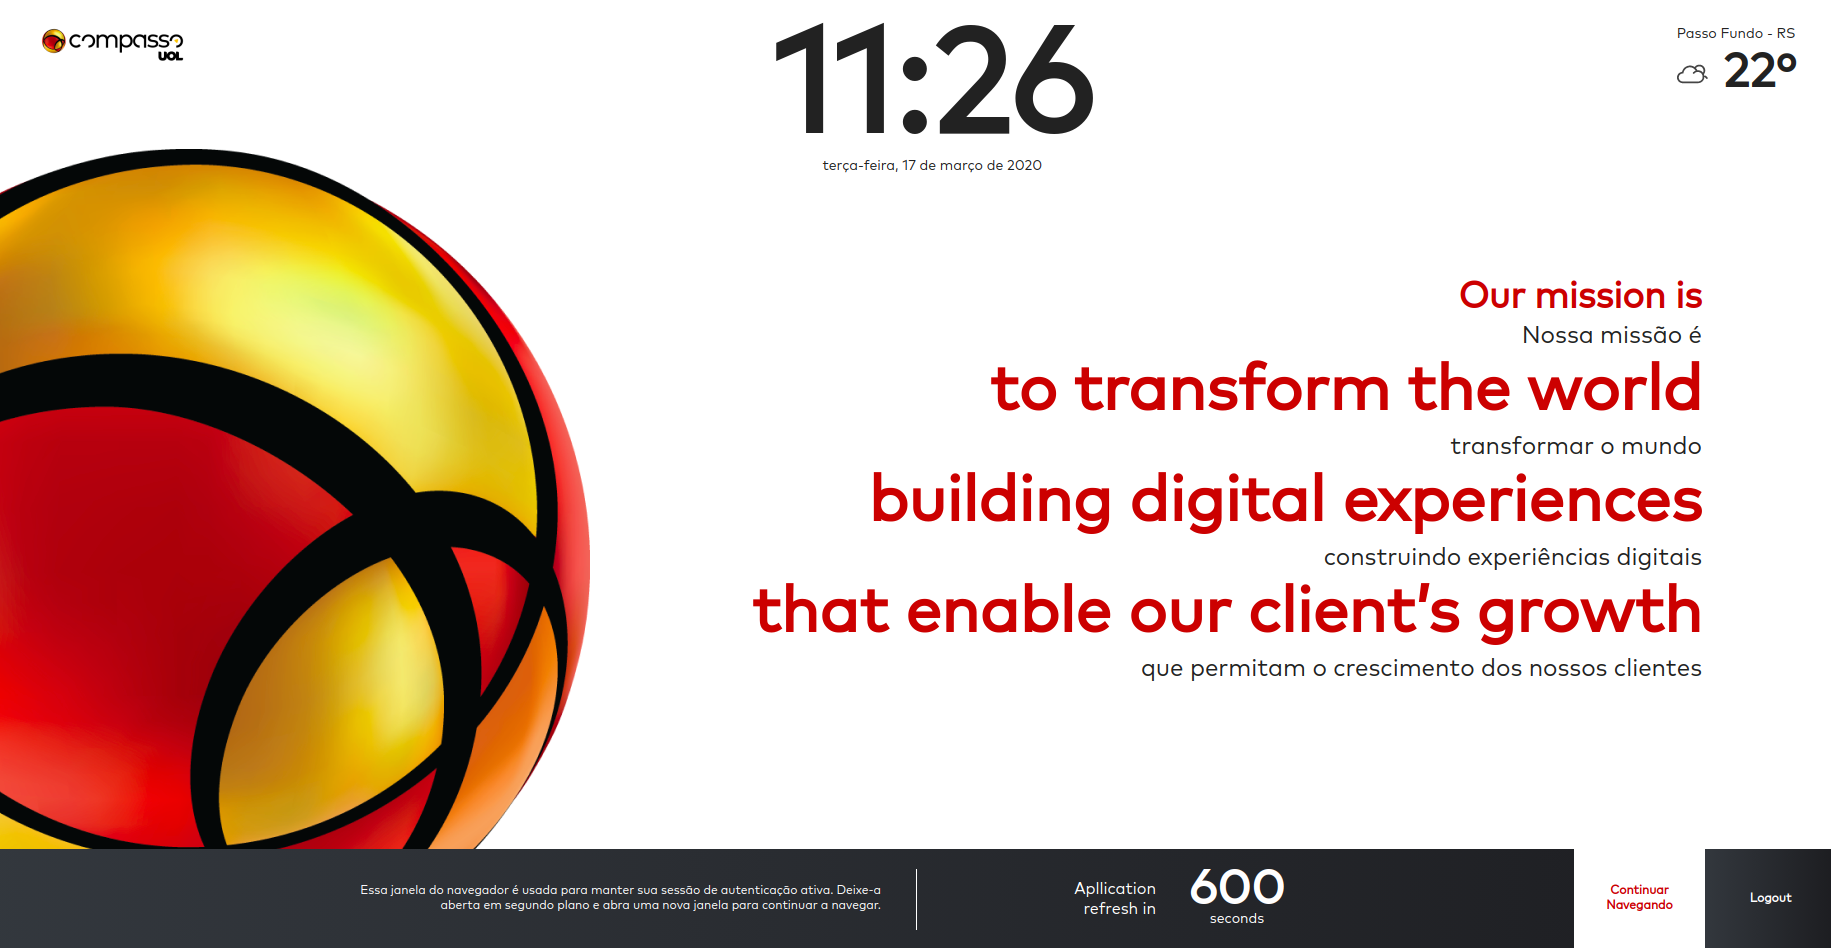 compasso
UOL
11:26
terça-feira, 17 de março de 2020
Passo Fundo - RS
22º
Our mission is
Nossa missão é
to transform the world
transformar o mundo
building digital experiences
construindo experiências digitais
that enable our client's growth
que permitam o crescimento dos nossos clientes
Essa janela do navegador é usada para manter sua sessão de autenticação ativa. Deixe-a
aberta em segundo plano e abra uma nova janela para continuar a navegar.
Apllication
refresh in
600
seconds
Continuar
Navegando
Logout